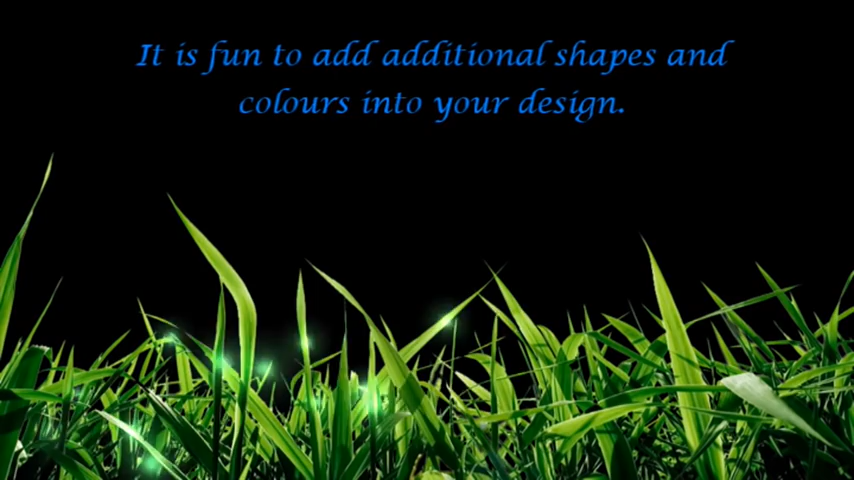 It is fun to add additional shapes and
colours into your design.